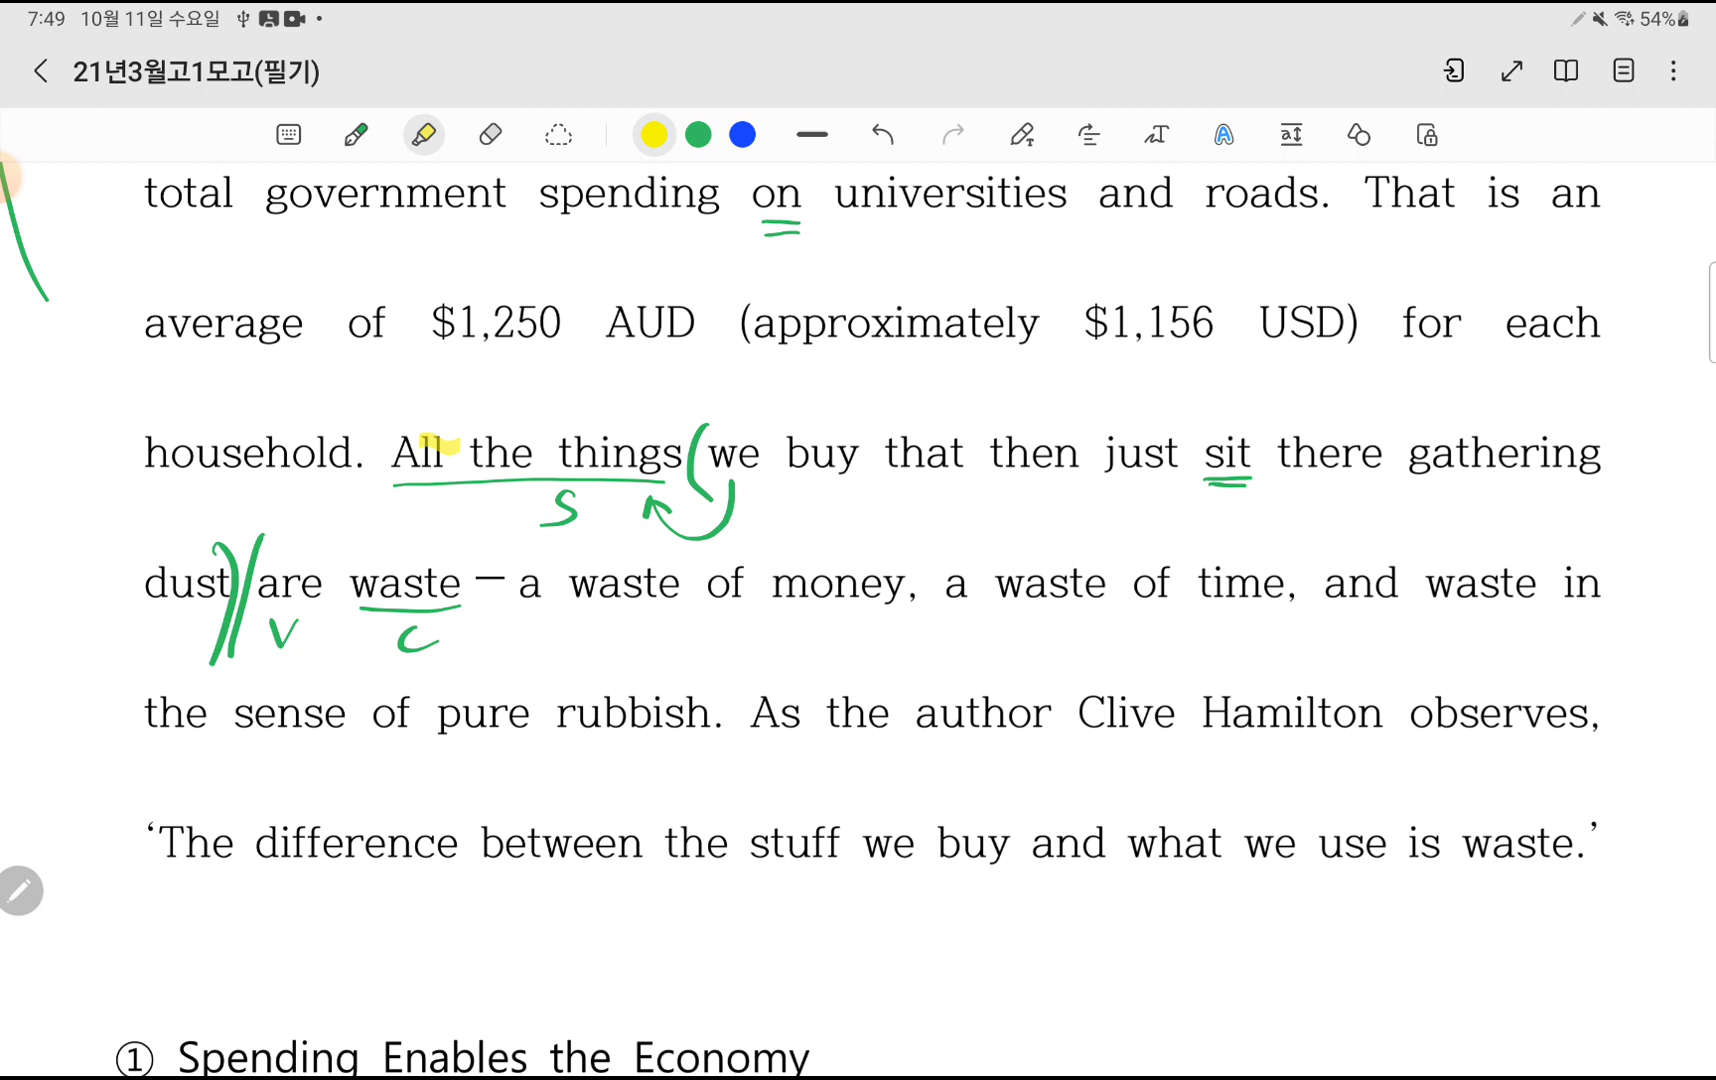 7:49 10월 11일 수요일 54%
21년3월고1모고(필기)
total government spending on universities and roads. That is an
average of $1,250 AUD (approximately $1,156 USD) for each
household. All the things (we buy that then just sit there gathering
S
dust) / are waste — a waste of money, a waste of time, and waste in
V C
the sense of pure rubbish. As the author Clive Hamilton observes,
‘The difference between the stuff we buy and what we use is waste.’
① Spending Enables the Economy